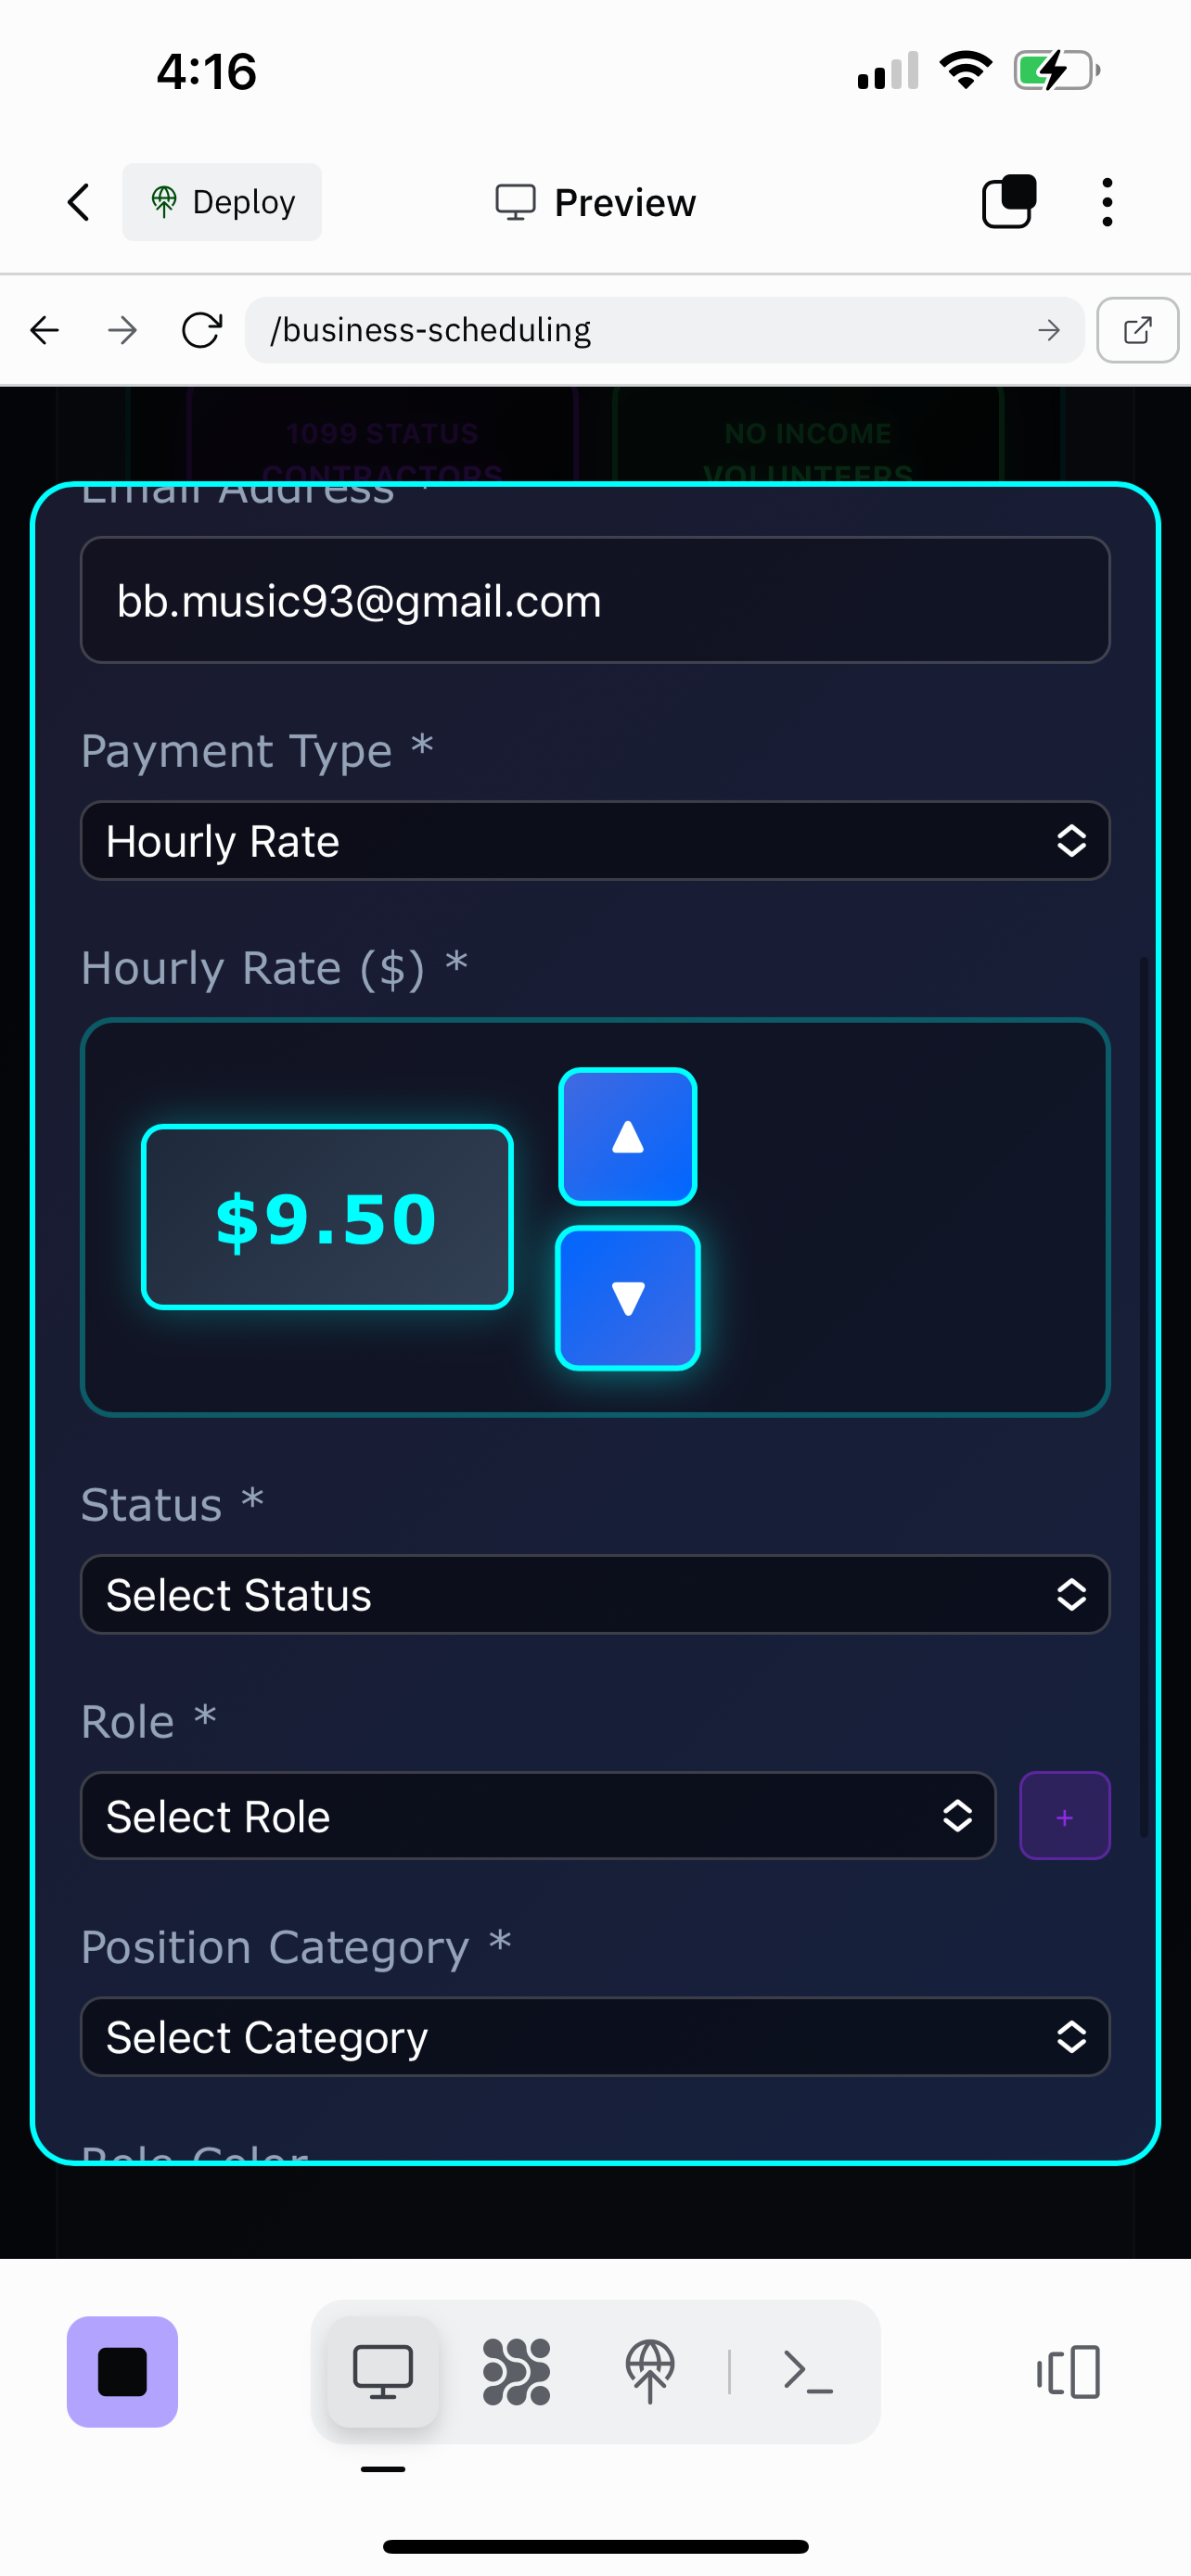 4:16
Deploy
Preview
/business-scheduling
1099 STATUS
CONTRACTORS
NO INCOME
VOLUNTEERS
Email Address *
bb.music93@gmail.com
Payment Type *
Hourly Rate
Hourly Rate ($) *
$9.50
Status *
Select Status
Role *
Select Role
+
Position Category *
Select Category
Role Color